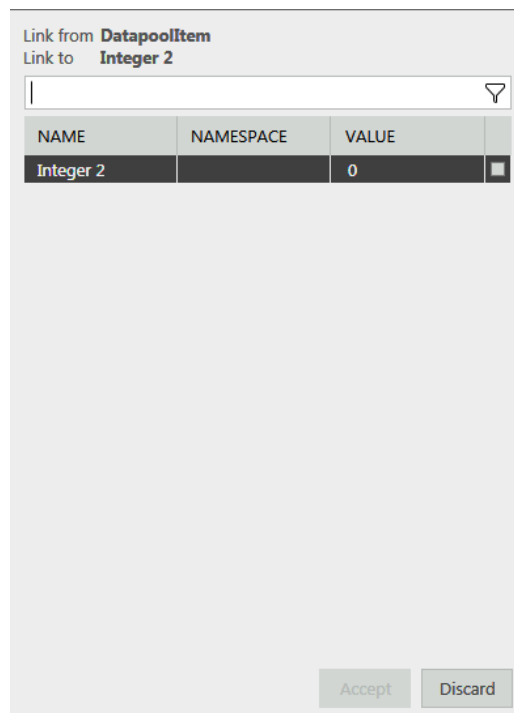 Link from DatapoolItem
Link to Integer 2
NAME NAMESPACE VALUE
Integer 2 0
Accept Discard